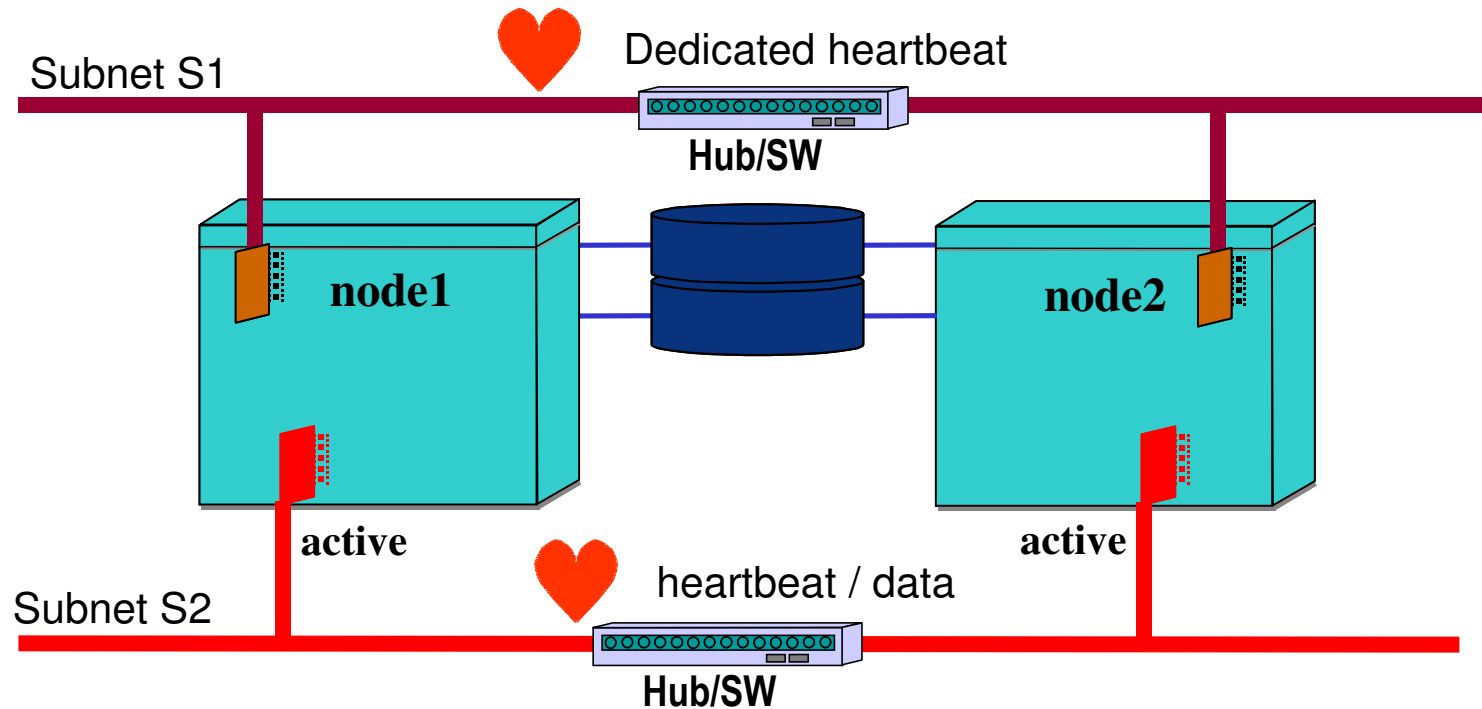 Dedicated heartbeat
Subnet S1
Hub/SW
node1
node2
active
active
heartbeat / data
Subnet S2
Hub/SW